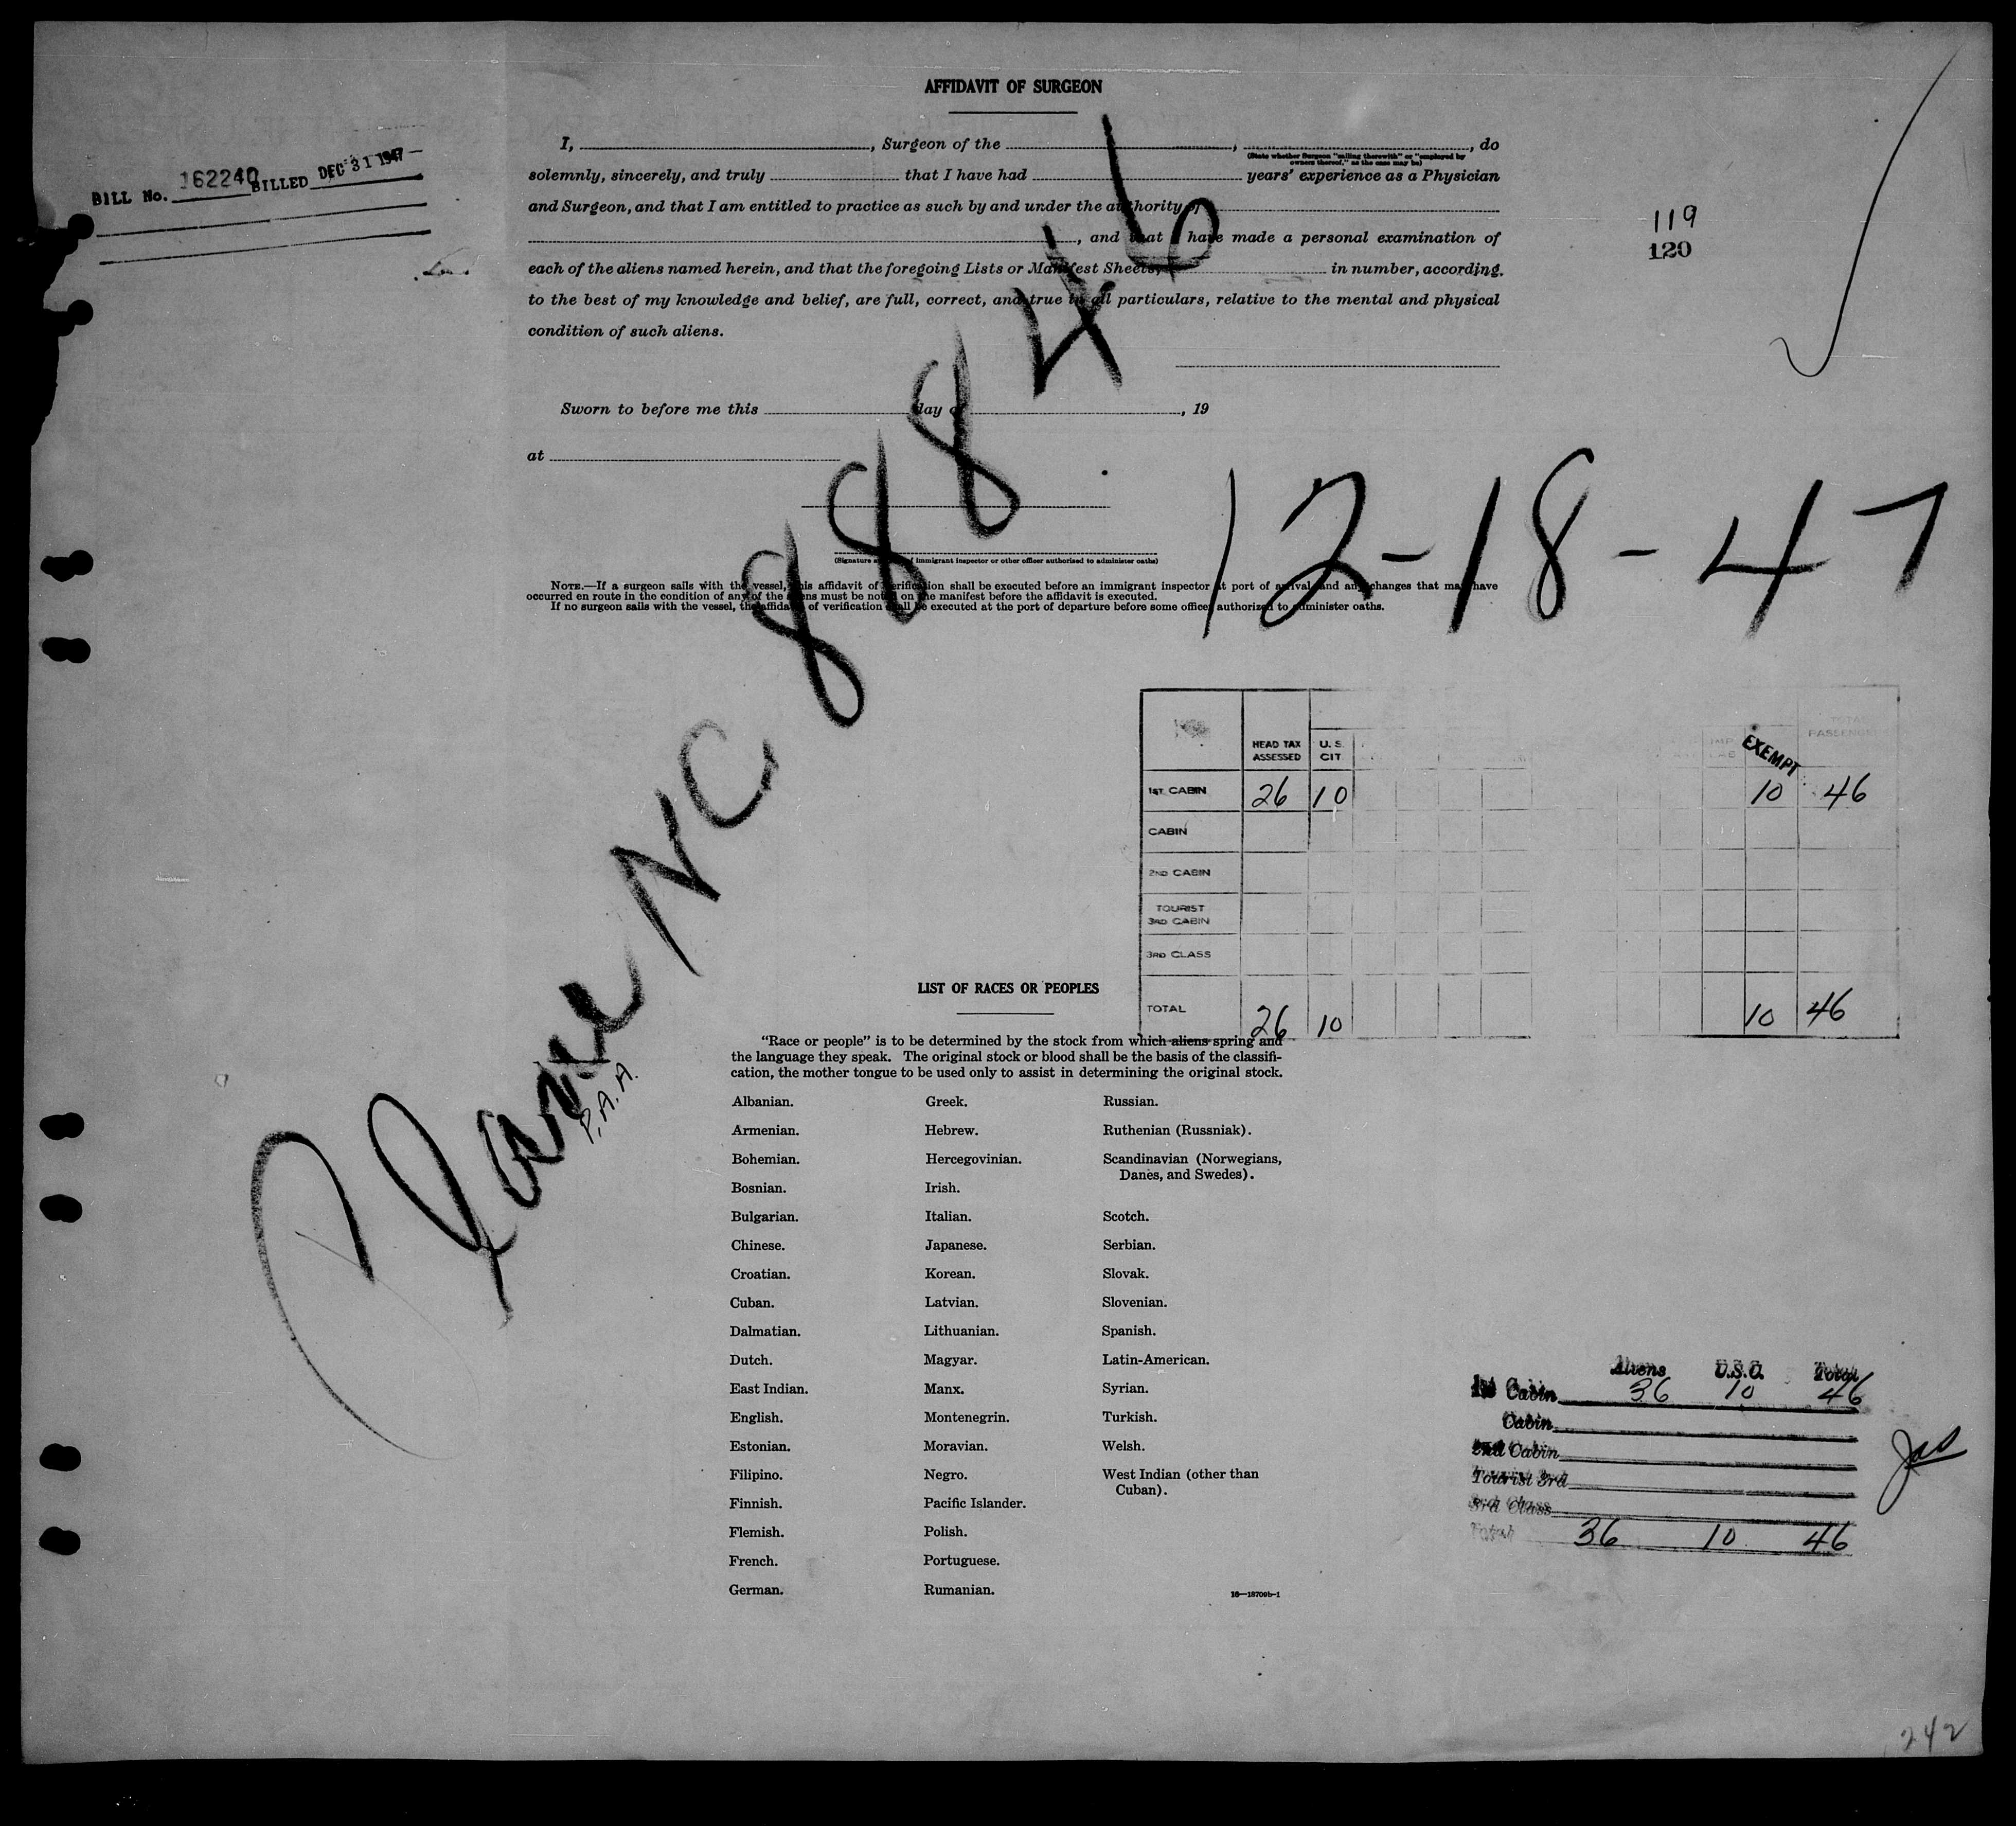 AFFIDAVIT OF SURGEON
I, , Surgeon of the , , do
(State whether Surgeon "sailing therewith" or "employed by
owners thereof," as the case may be)
solemnly, sincerely, and truly that I have had years' experience as a Physician
and Surgeon, and that I am entitled to practice as such by and under the authority of
, and that I have made a personal examination of
each of the aliens named herein, and that the foregoing Lists or Manifest Sheets, in number, according.
to the best of my knowledge and belief, are full, correct, and true in all particulars, relative to the mental and physical
condition of such aliens.
BILL No. 162240 BILLED DEC 31 1947
119
120
Sworn to before me this day of , 19
at
12-18-47
(Signature of immigrant inspector or other officer authorized to administer oaths)
NOTE.—If a surgeon sails with the vessel, this affidavit of verification shall be executed before an immigrant inspector at port of arrival and any changes that may have
occurred en route in the condition of any of the aliens must be noted on the manifest before the affidavit is executed.
If no surgeon sails with the vessel, the affidavit of verification shall be executed at the port of departure before some officer authorized to administer oaths.
Plane NC 88846
P.A.A.
HEAD TAX ASSESSED U.S. CIT EXEMPT PASSENGE
1ST CABIN 26 10 10 46
CABIN
2ND CABIN
TOURIST
3RD CABIN
3RD CLASS
TOTAL 26 10 10 46
LIST OF RACES OR PEOPLES
"Race or people" is to be determined by the stock from which aliens spring and
the language they speak. The original stock or blood shall be the basis of the classifi-
cation, the mother tongue to be used only to assist in determining the original stock.
Albanian. Greek. Russian.
Armenian. Hebrew. Ruthenian (Russniak).
Bohemian. Hercegovinian. Scandinavian (Norwegians,
Danes, and Swedes).
Bosnian. Irish.
Bulgarian. Italian. Scotch.
Chinese. Japanese. Serbian.
Croatian. Korean. Slovak.
Cuban. Latvian. Slovenian.
Dalmatian. Lithuanian. Spanish.
Dutch. Magyar. Latin-American.
East Indian. Manx. Syrian.
English. Montenegrin. Turkish.
Estonian. Moravian. Welsh.
Filipino. Negro. West Indian (other than
Cuban).
Finnish. Pacific Islander.
Flemish. Polish.
French. Portuguese.
German. Rumanian.
16—18709b-1
Aliens U.S.C. Total
1st Cabin 36 10 46
Cabin
2nd Cabin
Tourist 3rd
3rd Class
Total 36 10 46
242